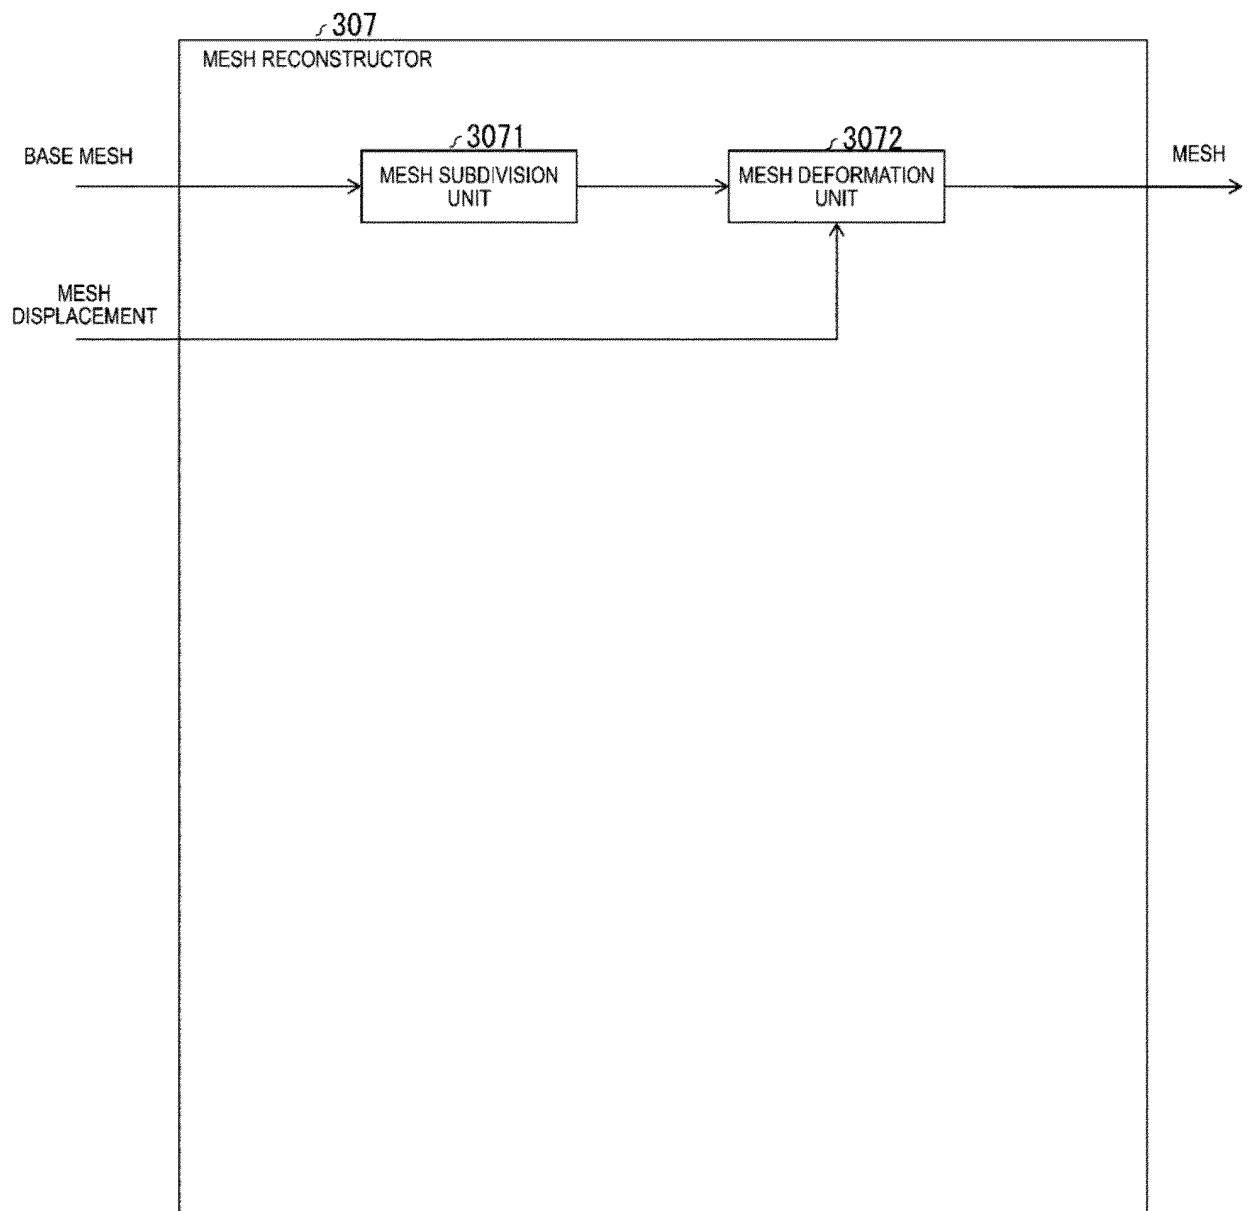 307
MESH RECONSTRUCTOR
3071
3072
BASE MESH
MESH SUBDIVISION
UNIT
MESH DEFORMATION
UNIT
MESH
MESH
DISPLACEMENT